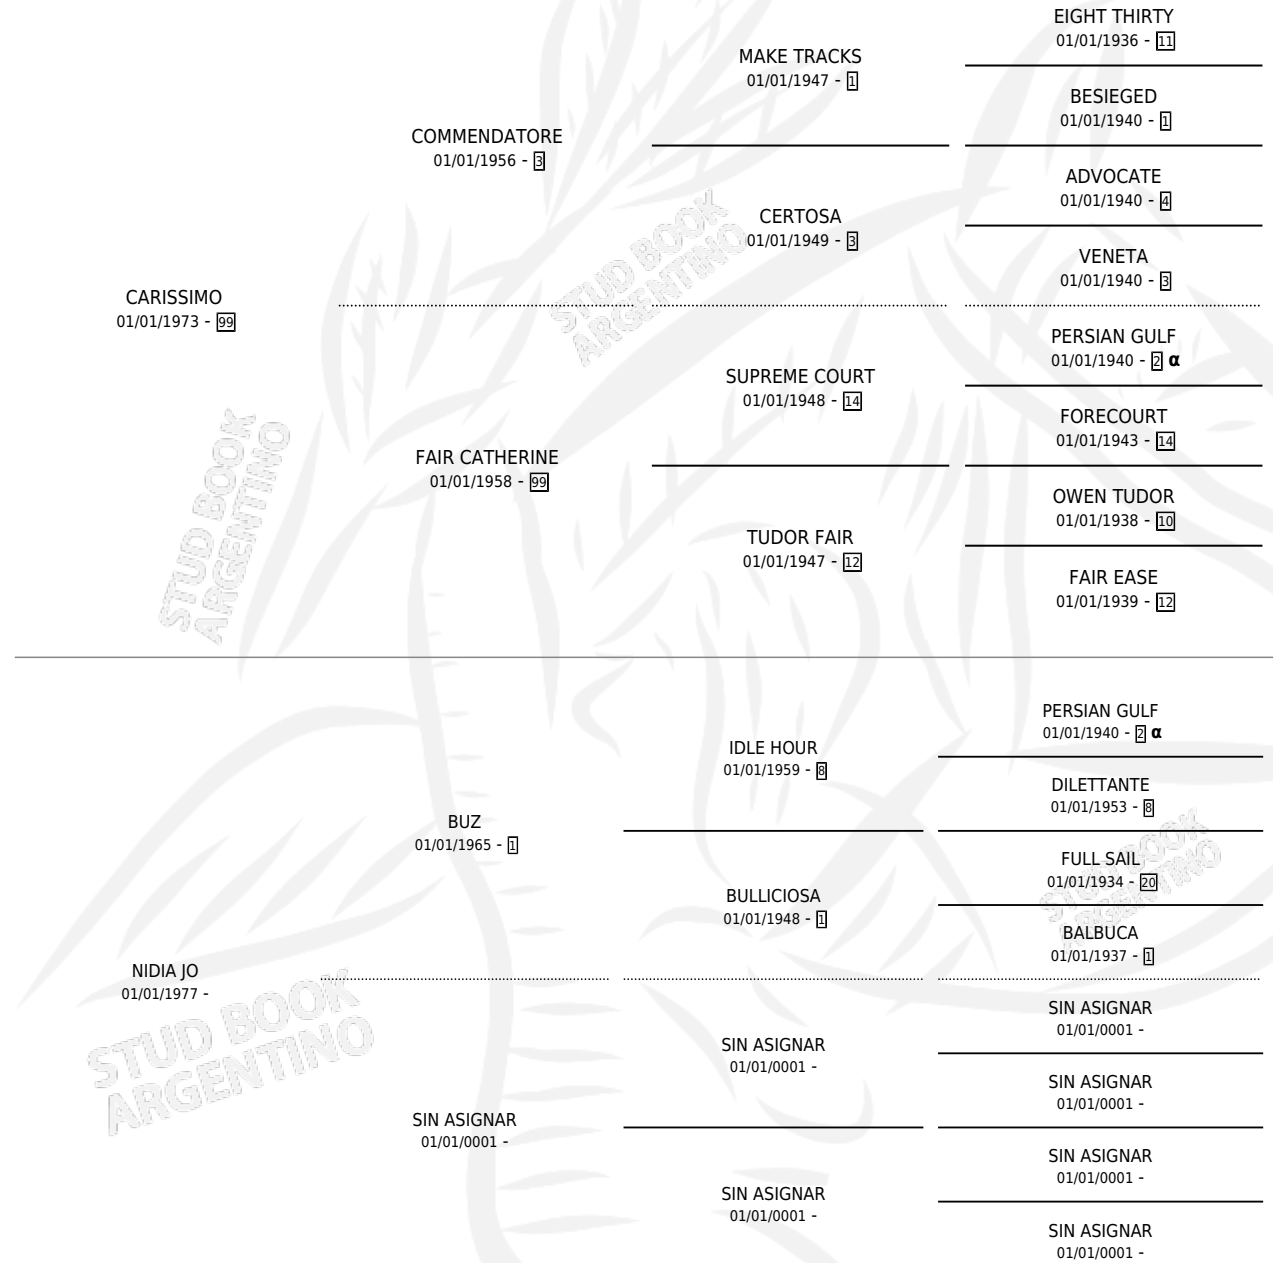 EIGHT THIRTY
01/01/1936 - 11
MAKE TRACKS
01/01/1947 - 1
BESIEGED
01/01/1940 - 1
COMMENDATORE
01/01/1956 - 3
ADVOCATE
01/01/1940 - 4
CERTOSA
01/01/1949 - 3
VENETA
01/01/1940 - 3
CARISSIMO
01/01/1973 - 99
PERSIAN GULF
01/01/1940 - 2 α
SUPREME COURT
01/01/1948 - 14
FORECOURT
01/01/1943 - 14
FAIR CATHERINE
01/01/1958 - 99
OWEN TUDOR
01/01/1938 - 10
TUDOR FAIR
01/01/1947 - 12
FAIR EASE
01/01/1939 - 12
STUD BOOK
ARGENTINO
STUD BOOK
ARGENTINO
PERSIAN GULF
01/01/1940 - 2 α
IDLE HOUR
01/01/1959 - 8
DILETTANTE
01/01/1953 - 8
BUZ
01/01/1965 - 1
FULL SAIL
01/01/1934 - 20
BULLICIOSA
01/01/1948 - 1
BALBUCA
01/01/1937 - 1
NIDIA JO
01/01/1977 -
SIN ASIGNAR
01/01/0001 -
SIN ASIGNAR
01/01/0001 -
SIN ASIGNAR
01/01/0001 -
SIN ASIGNAR
01/01/0001 -
SIN ASIGNAR
01/01/0001 -
SIN ASIGNAR
01/01/0001 -
SIN ASIGNAR
01/01/0001 -
STUD BOOK
ARGENTINO
STUD BOOK
ARGENTINO